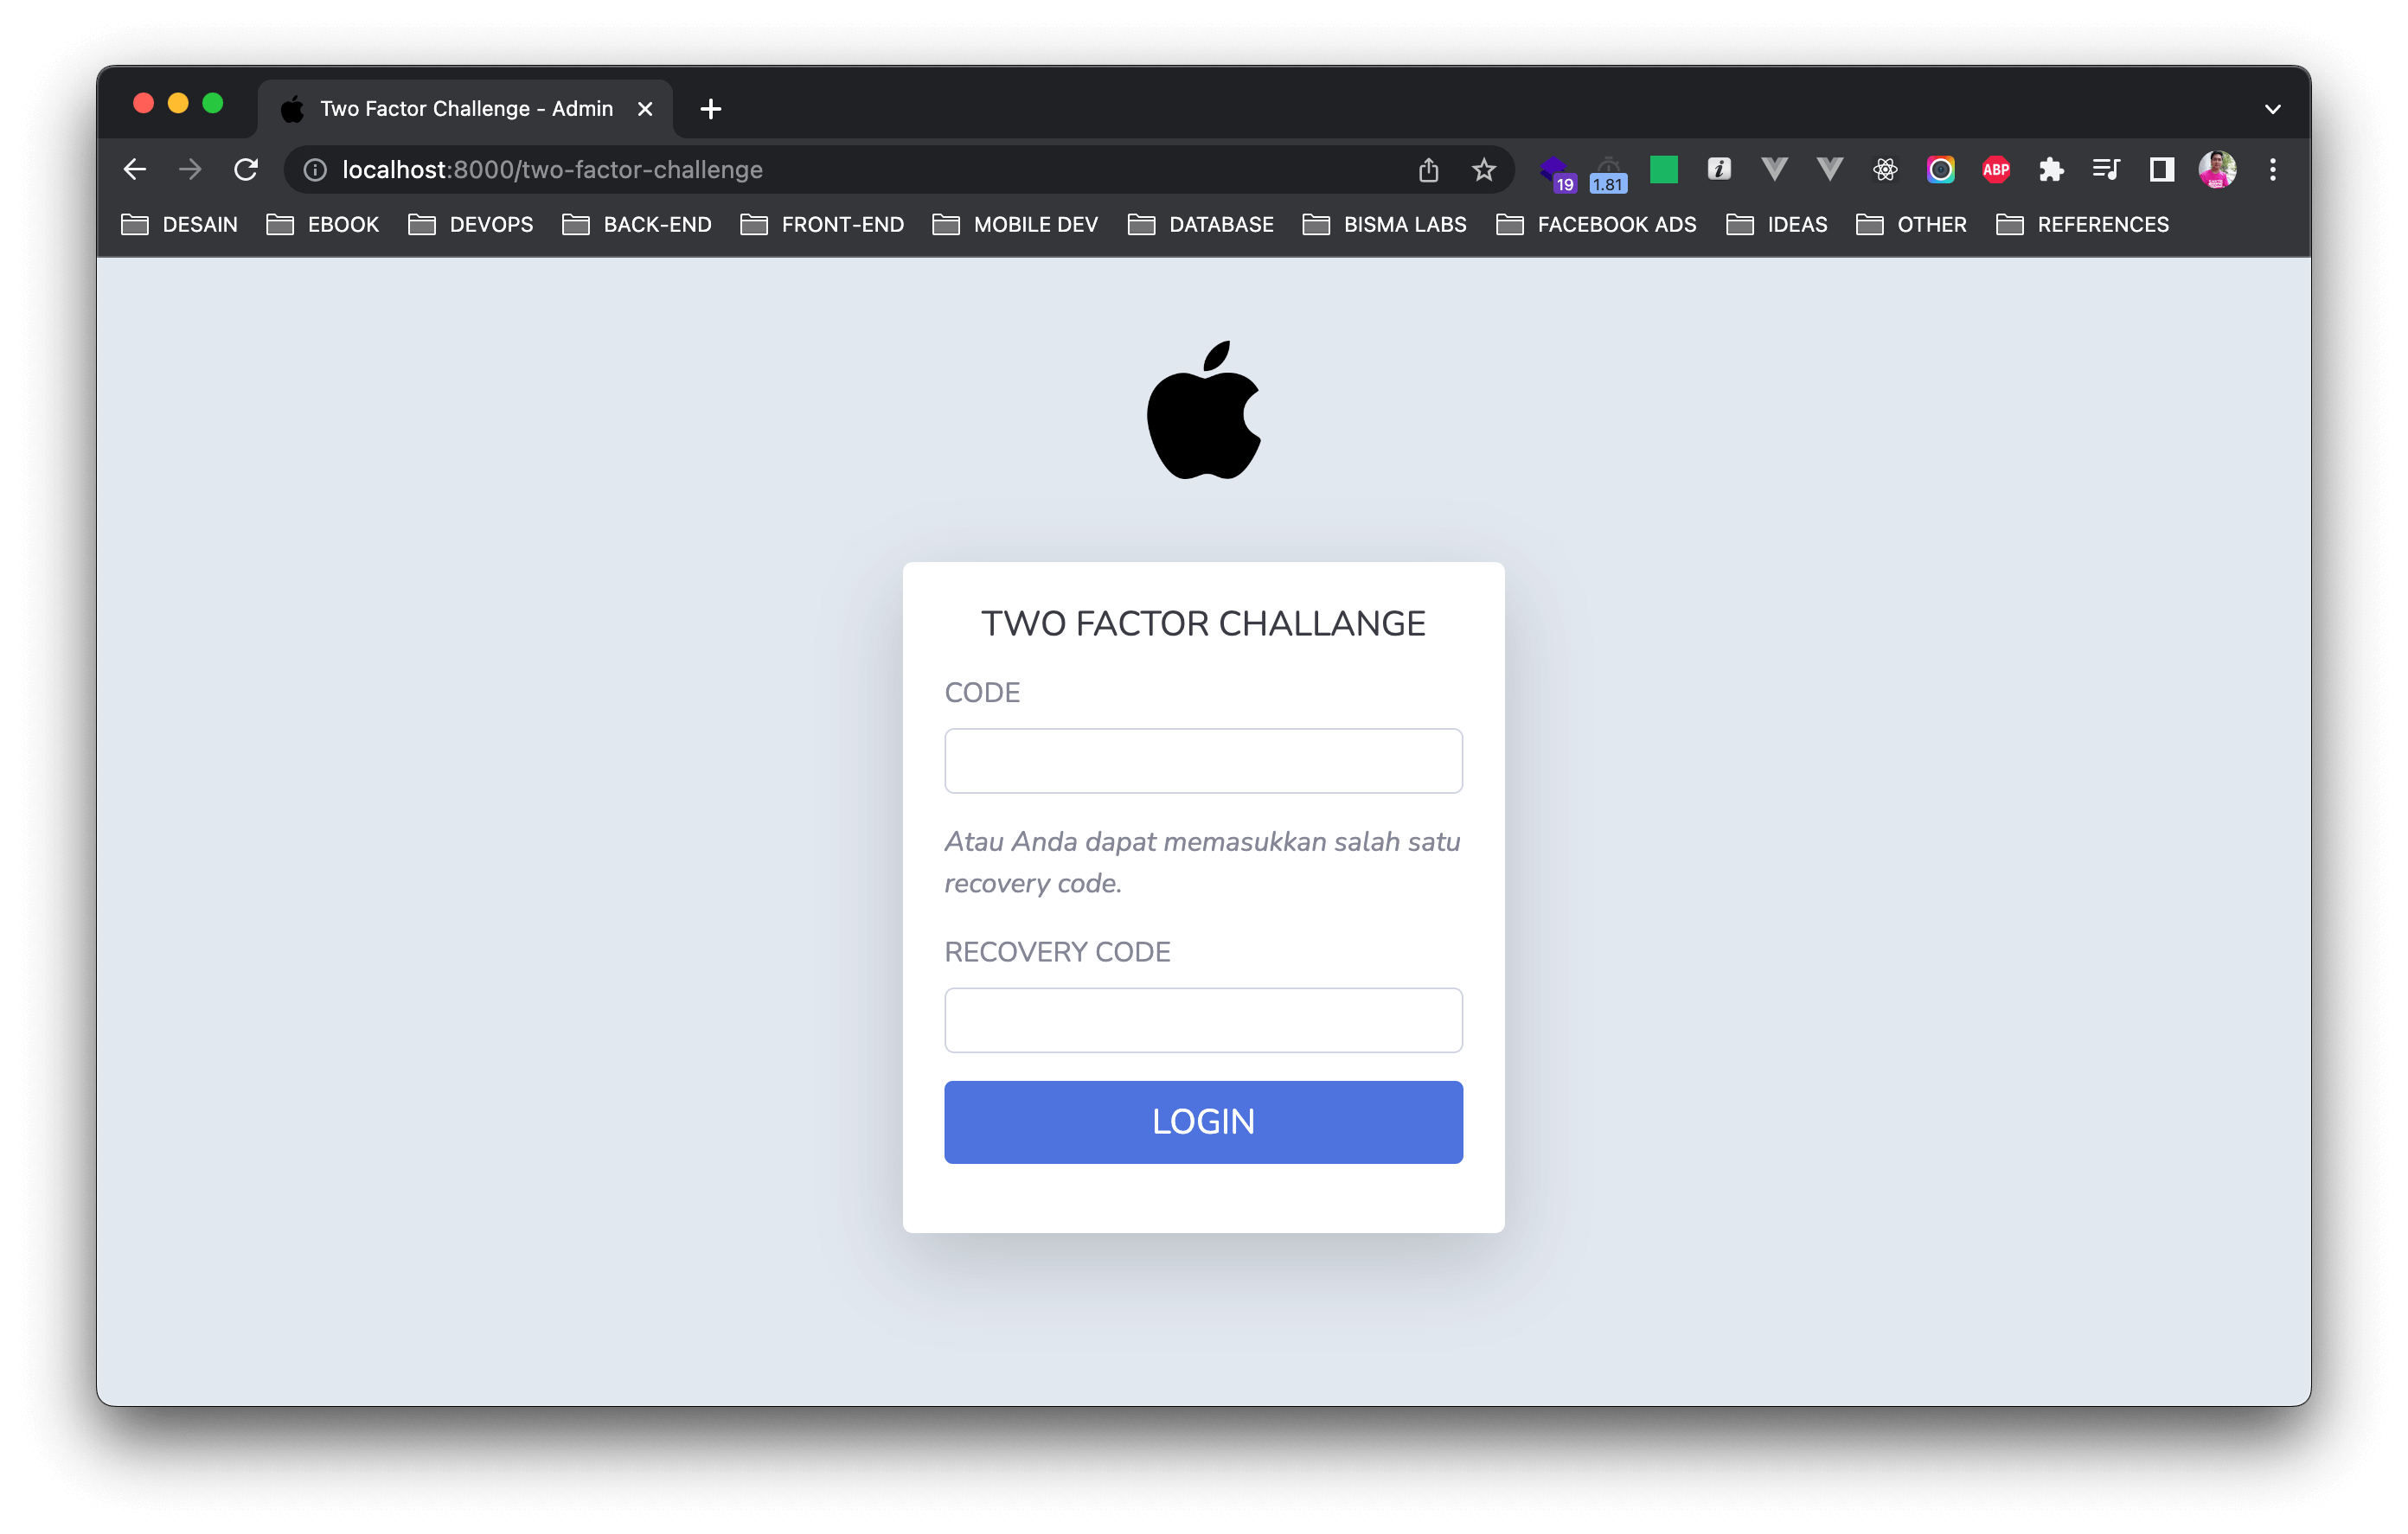 Two Factor Challenge - Admin
localhost:8000/two-factor-challenge
19
1.81
ABP
DESAIN EBOOK DEVOPS BACK-END FRONT-END MOBILE DEV DATABASE BISMA LABS FACEBOOK ADS IDEAS OTHER REFERENCES
TWO FACTOR CHALLANGE
CODE
Atau Anda dapat memasukkan salah satu
recovery code.
RECOVERY CODE
LOGIN